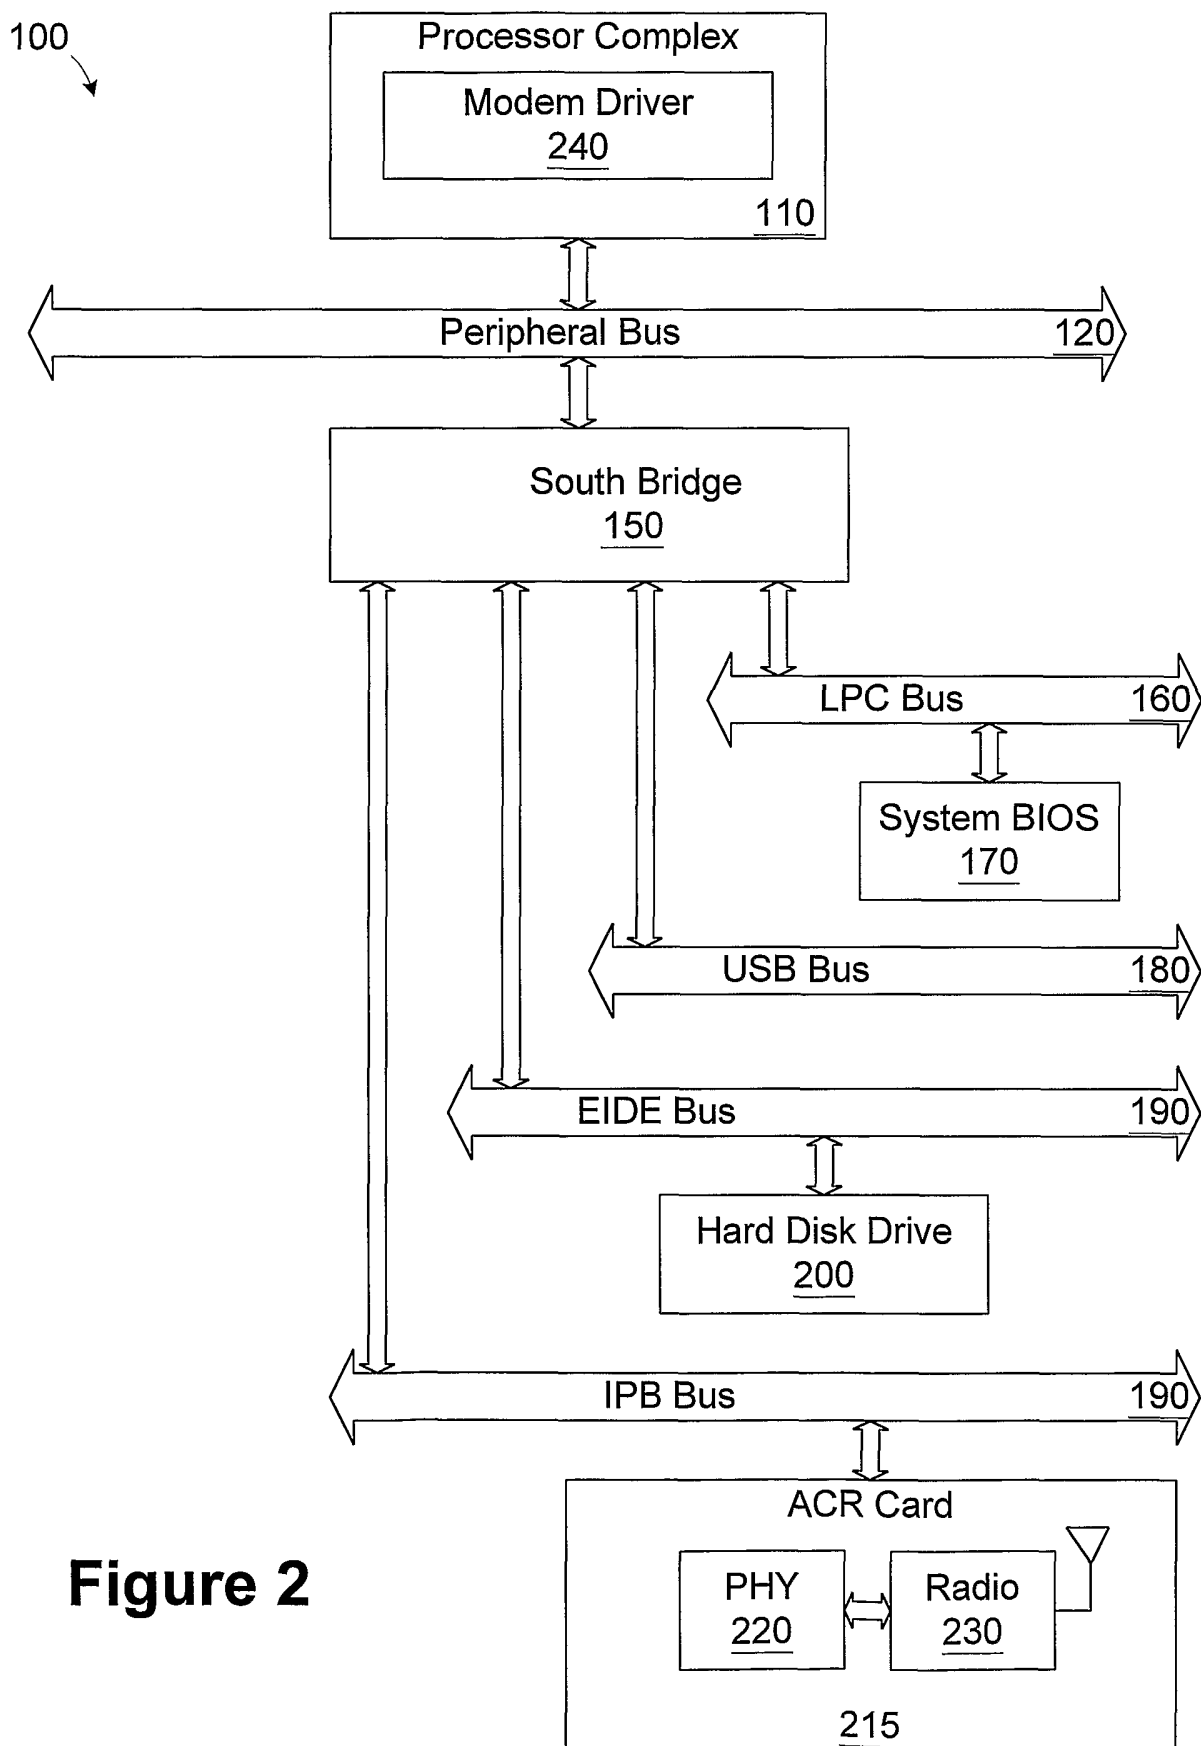 100
Processor Complex
Modem Driver
240
110
Peripheral Bus
120
South Bridge
150
LPC Bus
160
System BIOS
170
USB Bus
180
EIDE Bus
190
Hard Disk Drive
200
IPB Bus
190
ACR Card
PHY
220
Radio
230
215
Figure 2